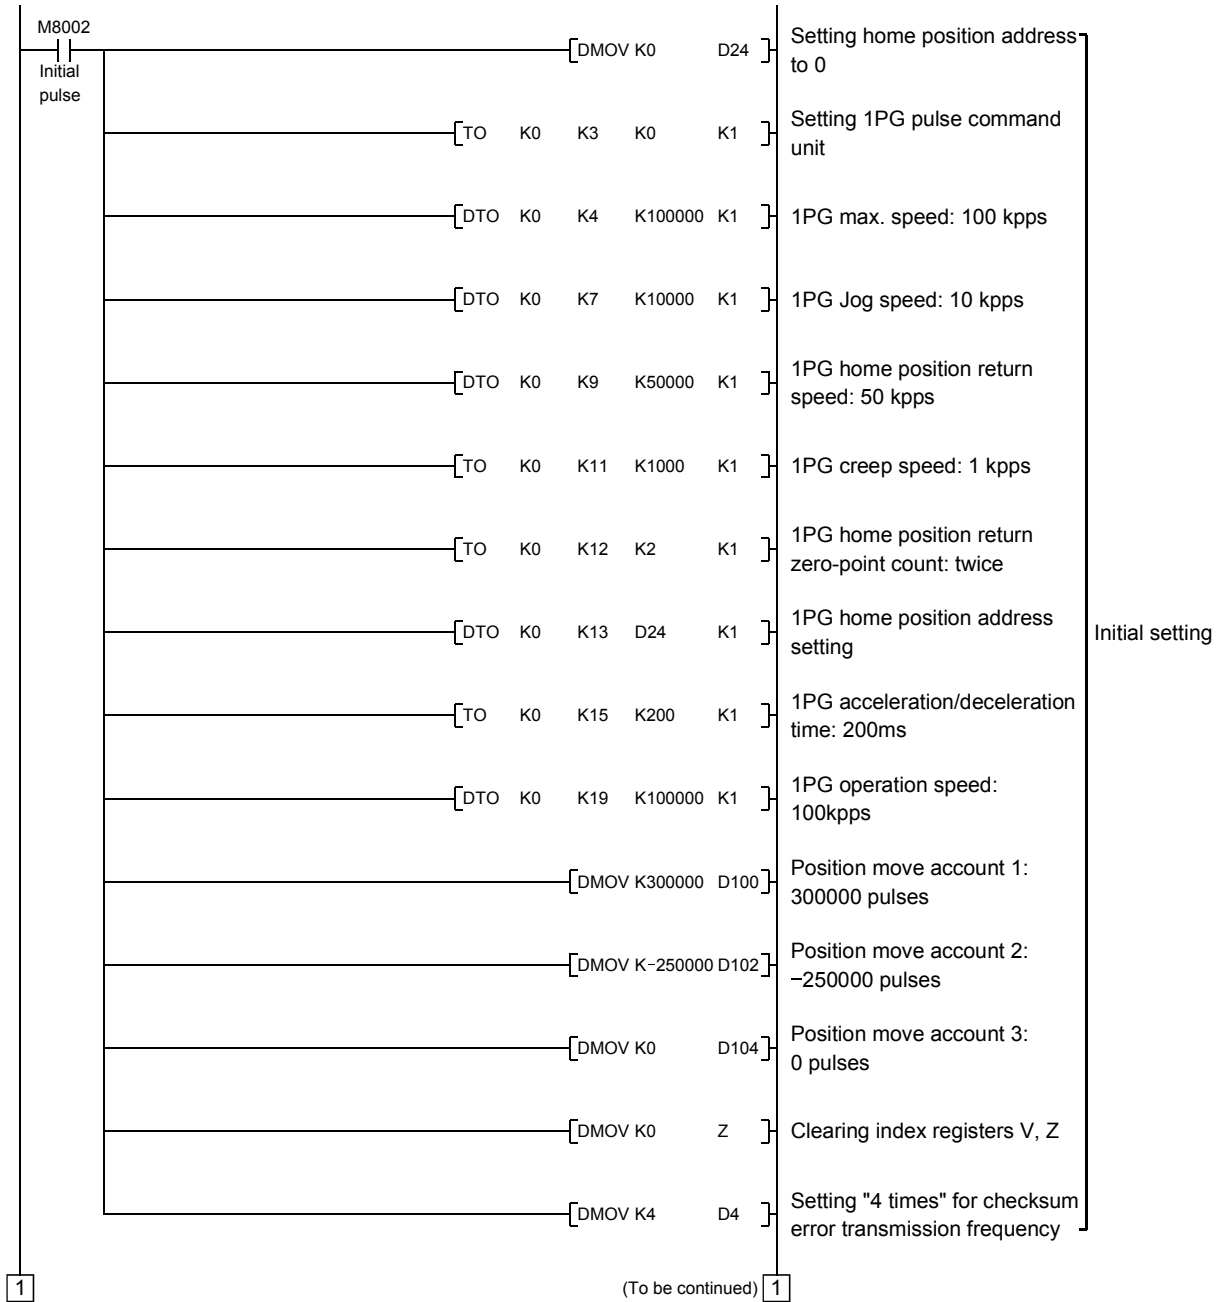 M8002
Initial
pulse
DMOV K0 D24
Setting home position address
to 0
TO K0 K3 K0 K1
Setting 1PG pulse command
unit
DTO K0 K4 K100000 K1
1PG max. speed: 100 kpps
DTO K0 K7 K10000 K1
1PG Jog speed: 10 kpps
DTO K0 K9 K50000 K1
1PG home position return
speed: 50 kpps
TO K0 K11 K1000 K1
1PG creep speed: 1 kpps
TO K0 K12 K2 K1
1PG home position return
zero-point count: twice
DTO K0 K13 D24 K1
1PG home position address
setting
Initial setting
TO K0 K15 K200 K1
1PG acceleration/deceleration
time: 200ms
DTO K0 K19 K100000 K1
1PG operation speed:
100kpps
DMOV K300000 D100
Position move account 1:
300000 pulses
DMOV K−250000 D102
Position move account 2:
−250000 pulses
DMOV K0 D104
Position move account 3:
0 pulses
DMOV K0 Z
Clearing index registers V, Z
DMOV K4 D4
Setting "4 times" for checksum
error transmission frequency
1
(To be continued) 1